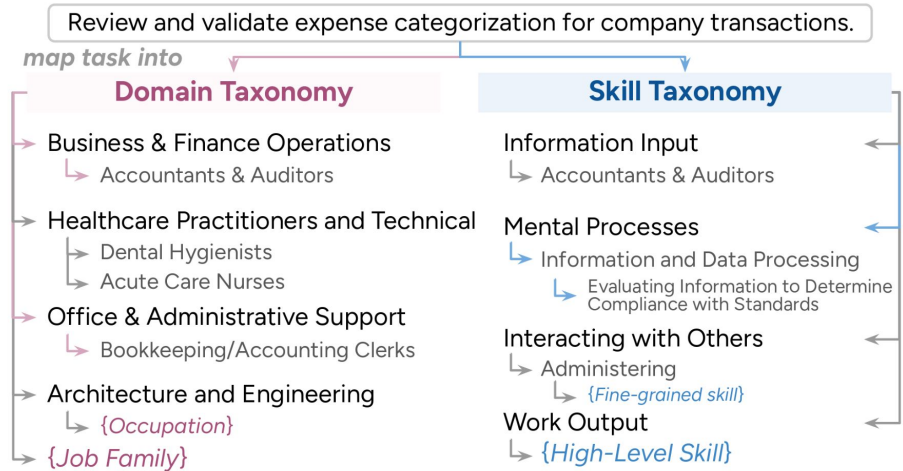 Review and validate expense categorization for company transactions.
map task into
Domain Taxonomy
Business & Finance Operations
Accountants & Auditors
Healthcare Practitioners and Technical
Dental Hygienists
Acute Care Nurses
Office & Administrative Support
Bookkeeping/Accounting Clerks
Architecture and Engineering
{Occupation}
{Job Family}
Skill Taxonomy
Information Input
Accountants & Auditors
Mental Processes
Information and Data Processing
Evaluating Information to Determine
Compliance with Standards
Interacting with Others
Administering
{Fine-grained skill}
Work Output
{High-Level Skill}